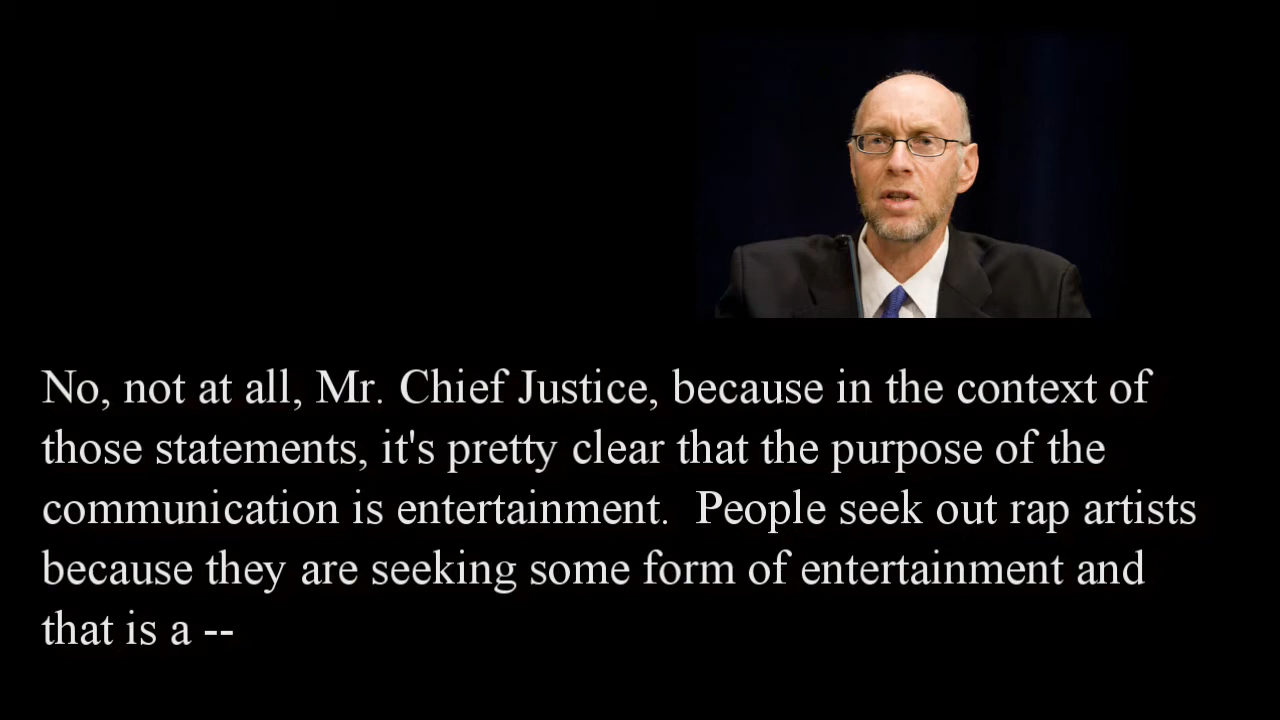 No, not at all, Mr. Chief Justice, because in the context of
those statements, it's pretty clear that the purpose of the
communication is entertainment.  People seek out rap artists
because they are seeking some form of entertainment and
that is a --